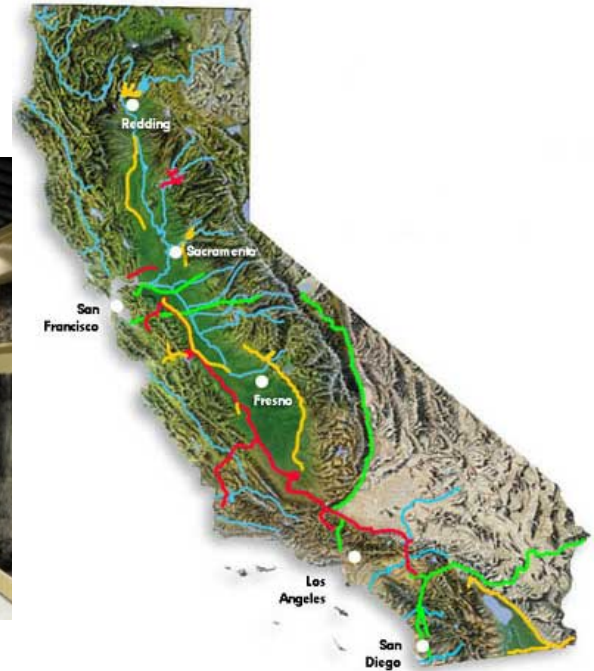 Redding
Sacramento
San
Francisco
Fresno
Los
Angeles
San
Diego